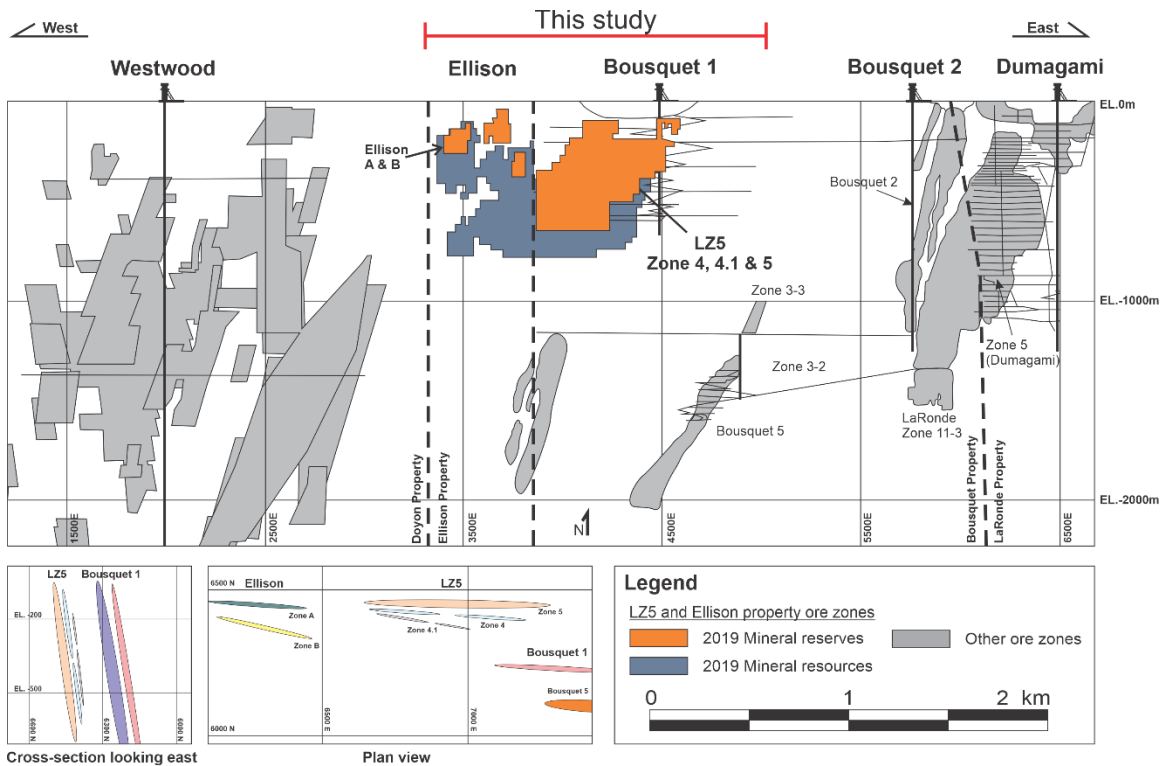 This study
West
East
Westwood
Ellison
Bousquet 1
Bousquet 2
Dumagami
EL.0m
Ellison
A & B
Bousquet 2
LZ5
Zone 4, 4.1 & 5
Zone 3-3
EL.-1000m
Zone 5
(Dumagami)
Zone 3-2
LaRonde
Zone 11-3
Bousquet 5
Doyon Property
Ellison Property
Bousquet Property
LaRonde Property
EL.-2000m
1500E
2500E
3500E
N
4500E
5500E
6500E
LZ5
Bousquet 1
EL. -200
EL. -500
6600 N
6300 N
6000 N
Cross-section looking east
6500 N
Ellison
LZ5
Zone A
Zone B
Zone 5
Zone 4
Zone 4.1
Bousquet 1
Bousquet 5
6000 N
6500 E
7000 E
Plan view
Legend
LZ5 and Ellison property ore zones
2019 Mineral reserves
Other ore zones
2019 Mineral resources
0 1 2 km